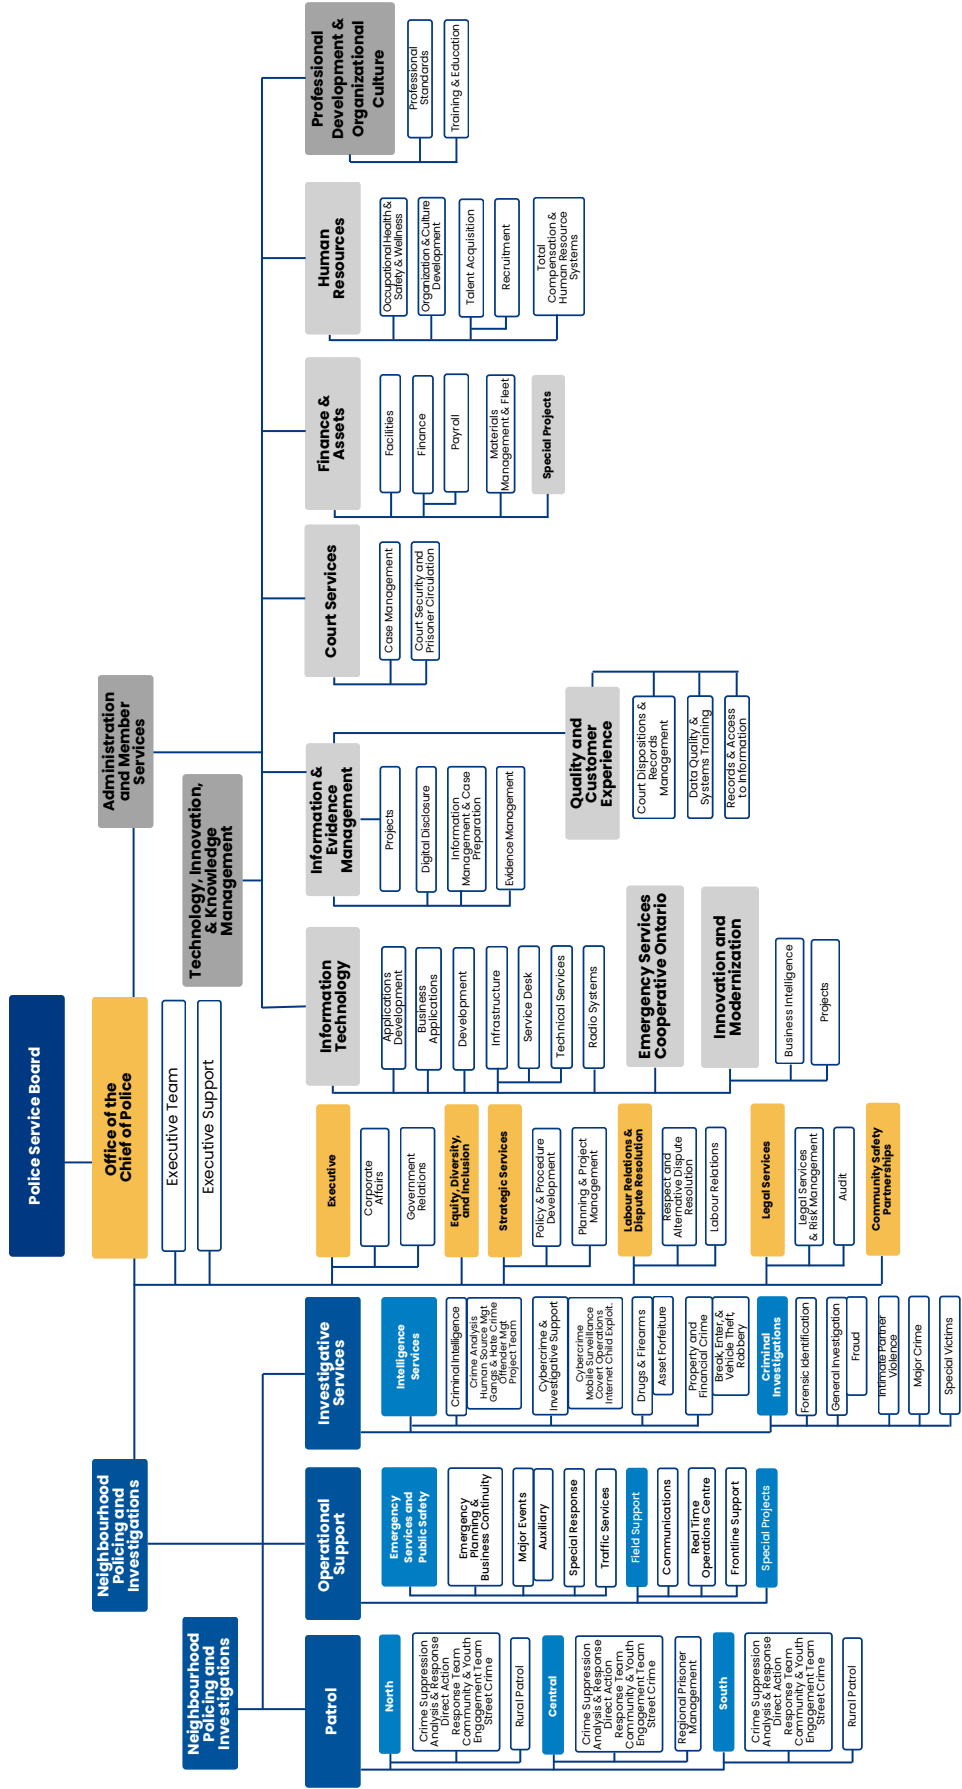 Police Service Board
Office of the
Chief of Police
Executive Team
Executive Support
Neighbourhood
Policing and
Investigations
Neighbourhood
Policing and
Investigations
Administration
and Member
Services
Technology, Innovation,
& Knowledge
Management
Patrol
North
Crime Suppression
Analysis & Response
Direct Action
Response Team
Community & Youth
Engagement Team
Street Crime
Rural Patrol
Central
Crime Suppression
Analysis & Response
Direct Action
Response Team
Community & Youth
Engagement Team
Street Crime
Regional Prisoner
Management
South
Crime Suppression
Analysis & Response
Direct Action
Response Team
Community & Youth
Engagement Team
Street Crime
Rural Patrol
Operational
Support
Emergency
Services and
Public Safety
Emergency
Planning &
Business Continuity
Major Events
Auxiliary
Special Response
Traffic Services
Field Support
Communications
Real Time
Operations Centre
Frontline Support
Special Projects
Investigative
Services
Intelligence
Services
Criminal Intelligence
Crime Analysis
Human Source Mgt
Gangs & Hate Crime
Offender Mgt
Project Team
Cybercrime &
Investigative Support
Cybercrime
Mobile Surveillance
Covert Operations
Internet Child Exploit.
Drugs & Firearms
Asset Forfeiture
Property and
Financial Crime
Break, Enter, &
Vehicle Theft,
Robbery
Criminal
Investigations
Forensic Identification
General Investigation
Fraud
Intimate Partner
Violence
Major Crime
Special Victims
Executive
Corporate
Affairs
Government
Relations
Equity, Diversity,
and Inclusion
Strategic Services
Policy & Procedure
Development
Planning & Project
Management
Labour Relations &
Dispute Resolution
Respect and
Alternative Dispute
Resolution
Labour Relations
Legal Services
Legal Services
& Risk Management
Audit
Community Safety
Partnerships
Information
Technology
Applications
Development
Business
Applications
Development
Infrastructure
Service Desk
Technical Services
Radio Systems
Emergency Services
Cooperative Ontario
Innovation and
Modernization
Business Intelligence
Projects
Information &
Evidence
Management
Projects
Digital Disclosure
Information
Management & Case
Preparation
Evidence Management
Quality and
Customer
Experience
Court Dispositions &
Records
Management
Data Quality &
Systems Training
Records & Access
to Information
Court Services
Case Management
Court Security and
Prisoner Circulation
Finance &
Assets
Facilities
Finance
Payroll
Materials
Management & Fleet
Special Projects
Human
Resources
Occupational Health &
Safety & Wellness
Organization & Culture
Development
Talent Acquisition
Recruitment
Total
Compensation &
Human Resource
Systems
Professional
Development &
Organizational
Culture
Professional
Standards
Training & Education